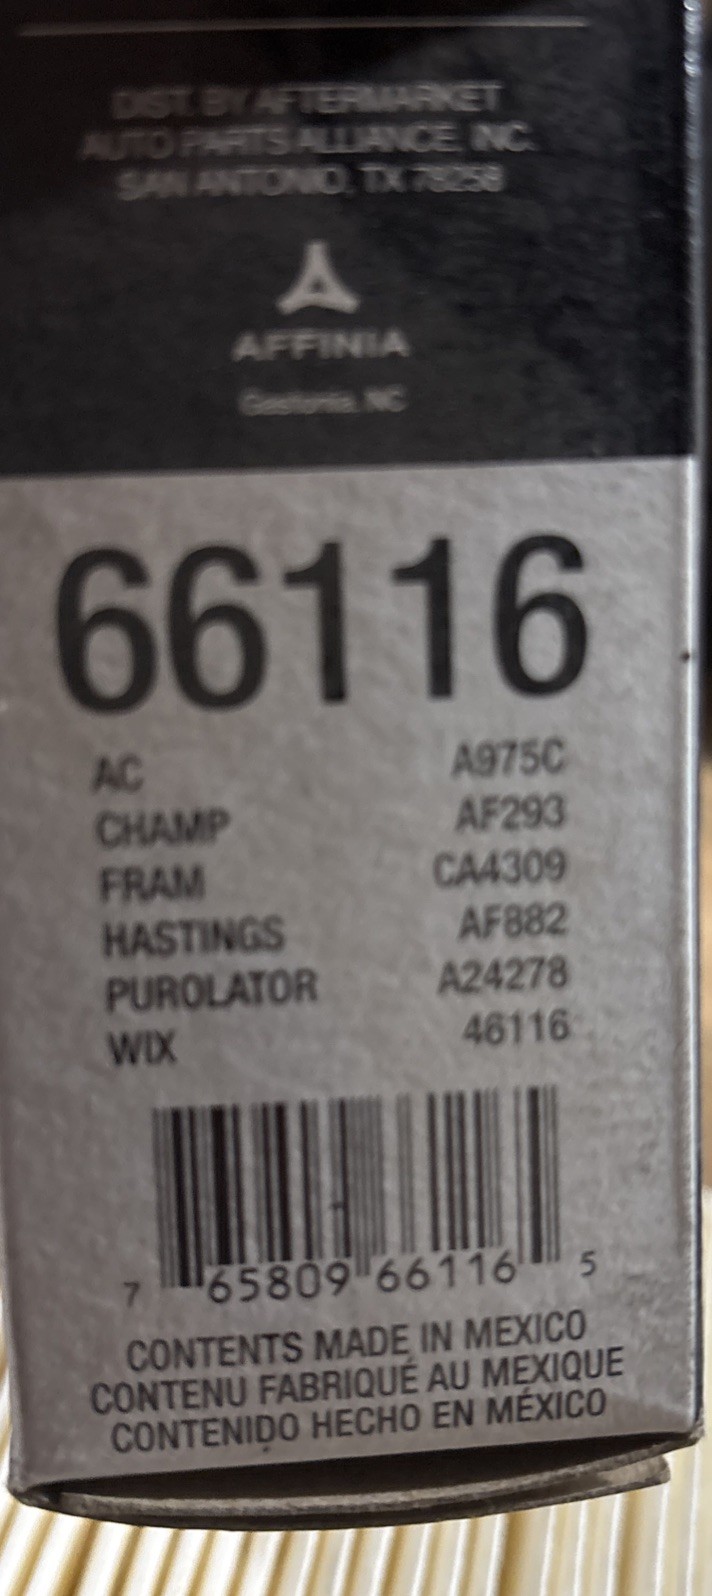 DIST. BY AFTERMARKET
AUTO PARTS ALLIANCE, INC.
SAN ANTONIO, TX 78258
AFFINIA
Gastonia, NC
66116
AC A975C
CHAMP AF293
FRAM CA4309
HASTINGS AF882
PUROLATOR A24278
WIX 46116
7 65809 66116 5
CONTENTS MADE IN MEXICO
CONTENU FABRIQUÉ AU MEXIQUE
CONTENIDO HECHO EN MÉXICO